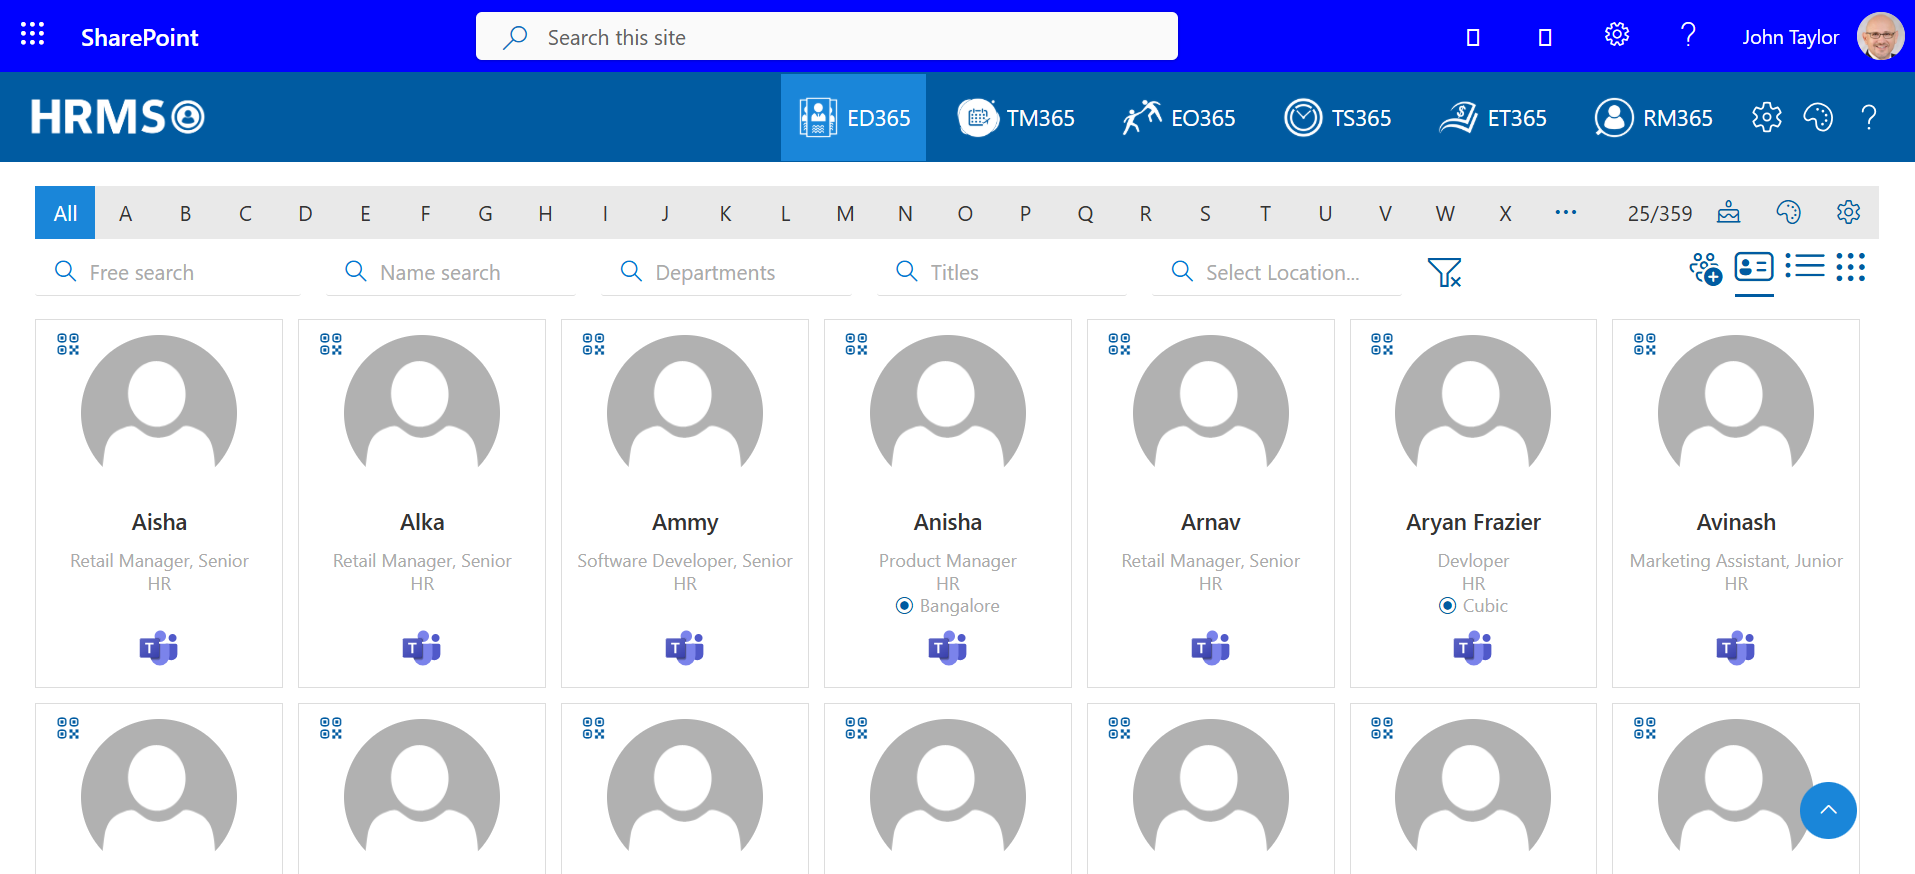 SharePoint
Search this site
John Taylor
HRMS
ED365
TM365
EO365
TS365
ET365
RM365
All A B C D E F G H I J K L M N O P Q R S T U V W X ... 25/359
Free search
Name search
Departments
Titles
Select Location...
Aisha
Retail Manager, Senior
HR
Alka
Retail Manager, Senior
HR
Ammy
Software Developer, Senior
HR
Anisha
Product Manager
HR
Bangalore
Arnav
Retail Manager, Senior
HR
Aryan Frazier
Devloper
HR
Cubic
Avinash
Marketing Assistant, Junior
HR